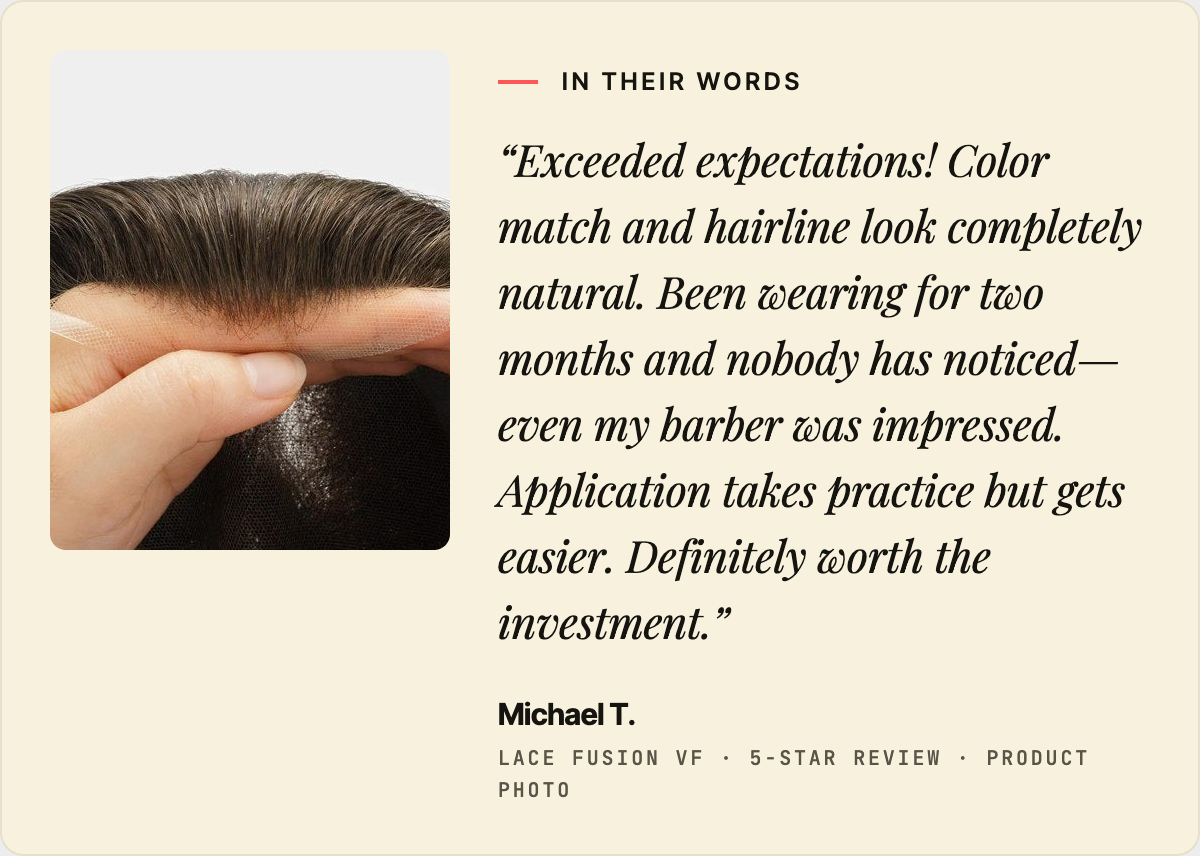 IN THEIR WORDS
“Exceeded expectations! Color
match and hairline look completely
natural. Been wearing for two
months and nobody has noticed—
even my barber was impressed.
Application takes practice but gets
easier. Definitely worth the
investment.”
Michael T.
LACE FUSION VF · 5-STAR REVIEW · PRODUCT
PHOTO